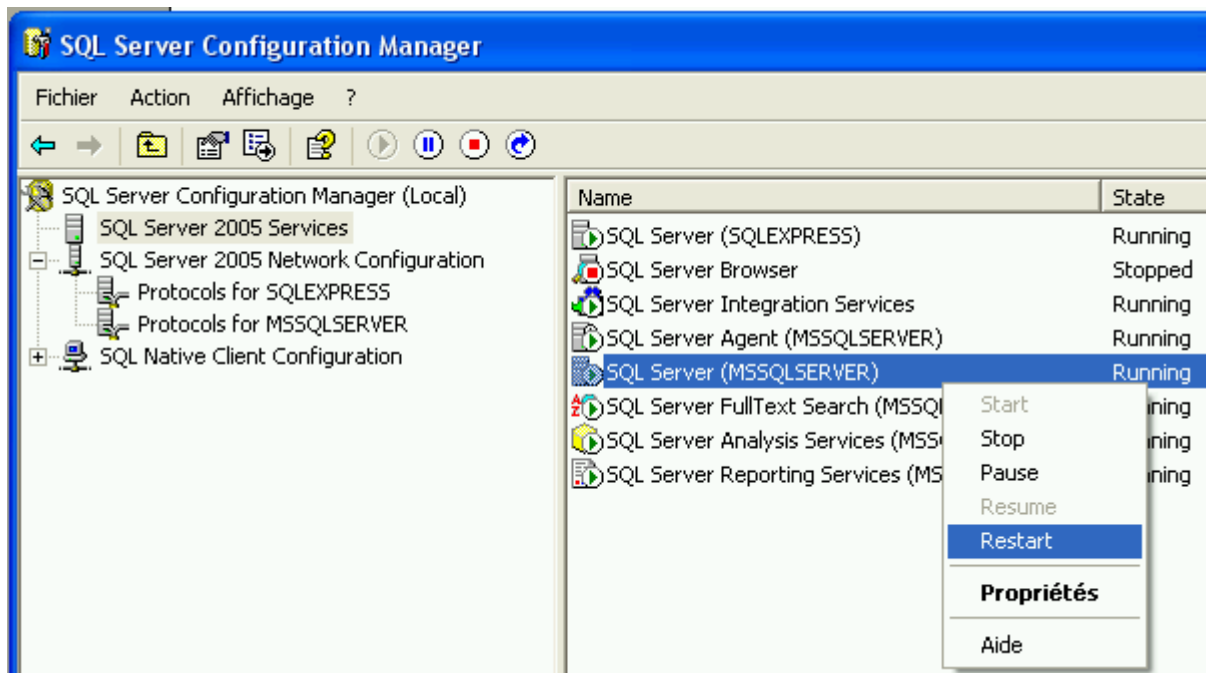 SQL Server Configuration Manager
Fichier Action Affichage ?
SQL Server Configuration Manager (Local)
SQL Server 2005 Services
SQL Server 2005 Network Configuration
Protocols for SQLEXPRESS
Protocols for MSSQLSERVER
SQL Native Client Configuration
Name State
SQL Server (SQLEXPRESS) Running
SQL Server Browser Stopped
SQL Server Integration Services Running
SQL Server Agent (MSSQLSERVER) Running
SQL Server (MSSQLSERVER) Running
SQL Server FullText Search (MSSQL
SQL Server Analysis Services (MSS
SQL Server Reporting Services (MS
Start
Stop
Pause
Resume
Restart
Propriétés
Aide